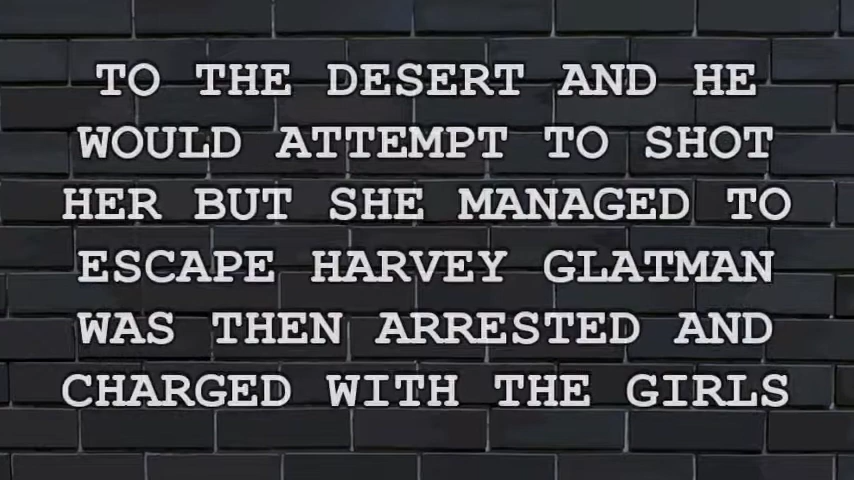 TO THE DESERT AND HE
WOULD ATTEMPT TO SHOT
HER BUT SHE MANAGED TO
ESCAPE HARVEY GLATMAN
WAS THEN ARRESTED AND
CHARGED WITH THE GIRLS